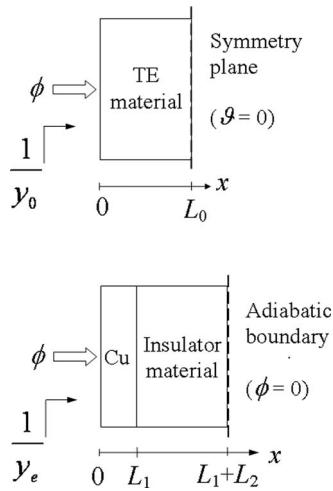 Symmetry
plane
(ϑ = 0)
TE
material
ϕ
1
y₀
0
L₀
x
Adiabatic
boundary
(ϕ = 0)
Cu
Insulator
material
ϕ
1
yₑ
0
L₁
L₁+L₂
x